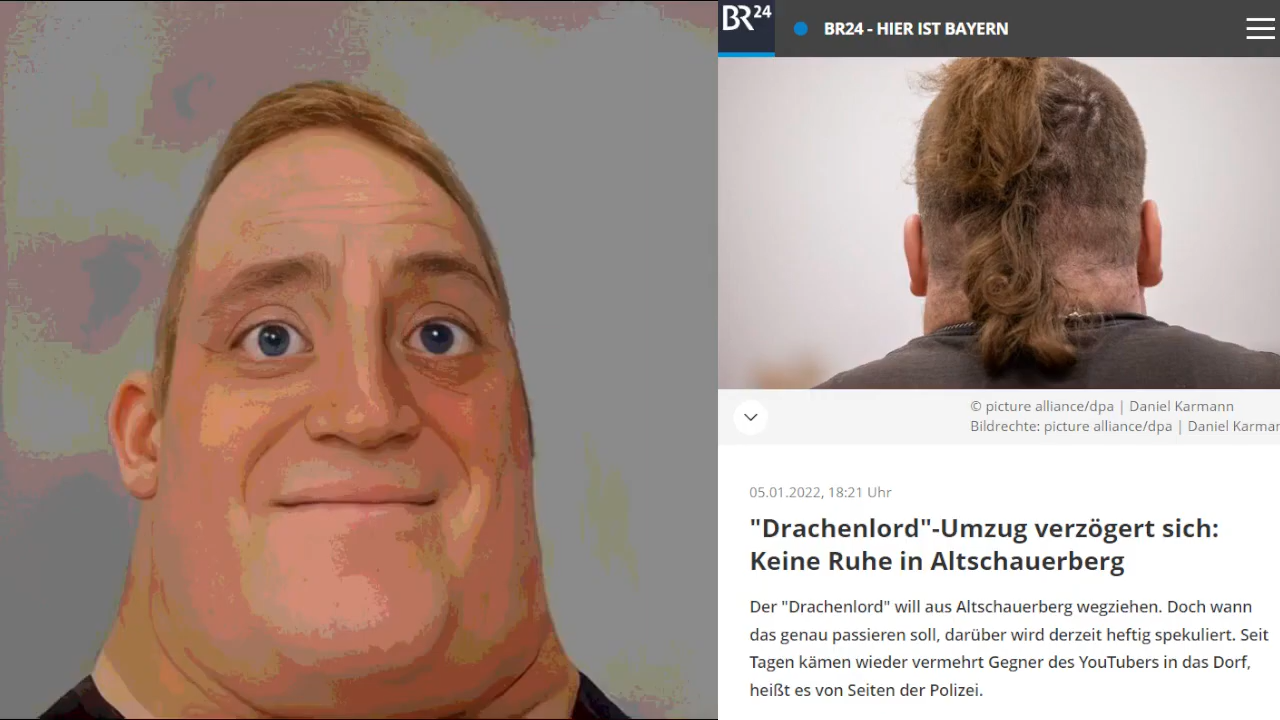 BR24
BR24 - HIER IST BAYERN
© picture alliance/dpa | Daniel Karmann
Bildrechte: picture alliance/dpa | Daniel Karmar
05.01.2022, 18:21 Uhr
"Drachenlord"-Umzug verzögert sich:
Keine Ruhe in Altschauerberg
Der "Drachenlord" will aus Altschauerberg wegziehen. Doch wann
das genau passieren soll, darüber wird derzeit heftig spekuliert. Seit
Tagen kämen wieder vermehrt Gegner des YouTubers in das Dorf,
heißt es von Seiten der Polizei.